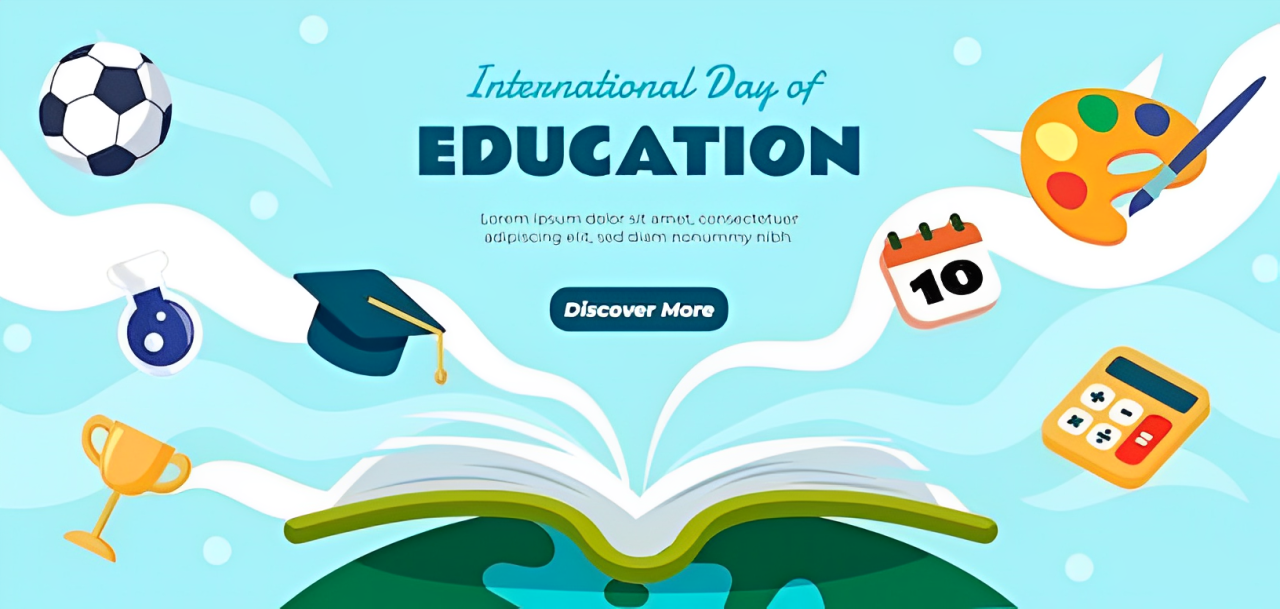 International Day of
EDUCATION
Lorem ipsum dolor sit amet, consectetuer
adipiscing elit, sed diam nonummy nibh
Discover More
10
+ -
× ÷ =